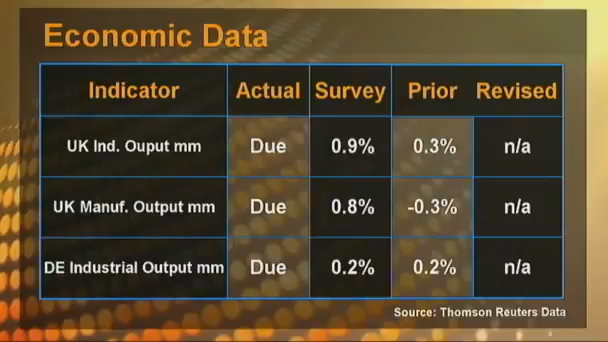 Economic Data
Indicator Actual Survey Prior Revised
UK Ind. Ouput mm Due 0.9% 0.3% n/a
UK Manuf. Output mm Due 0.8% -0.3% n/a
DE Industrial Output mm Due 0.2% 0.2% n/a
Source: Thomson Reuters Data